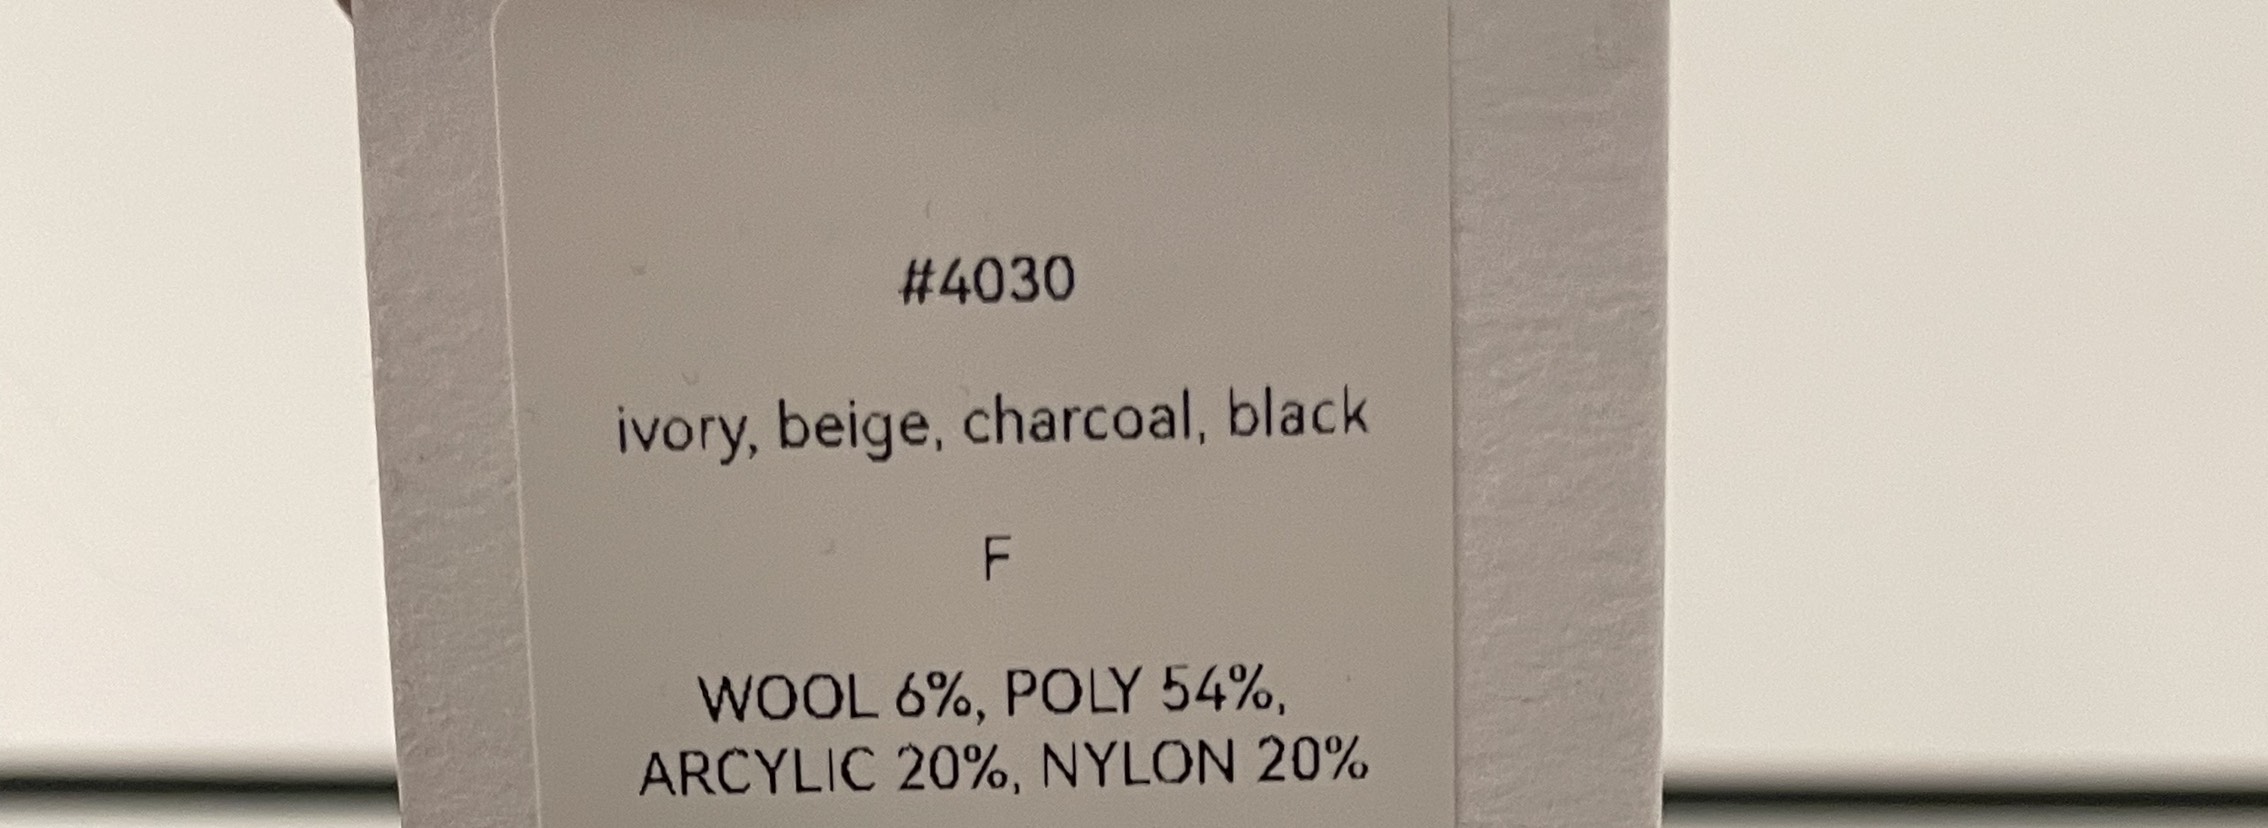 #4030
ivory, beige, charcoal, black
F
WOOL 6%, POLY 54%,
ARCYLIC 20%, NYLON 20%